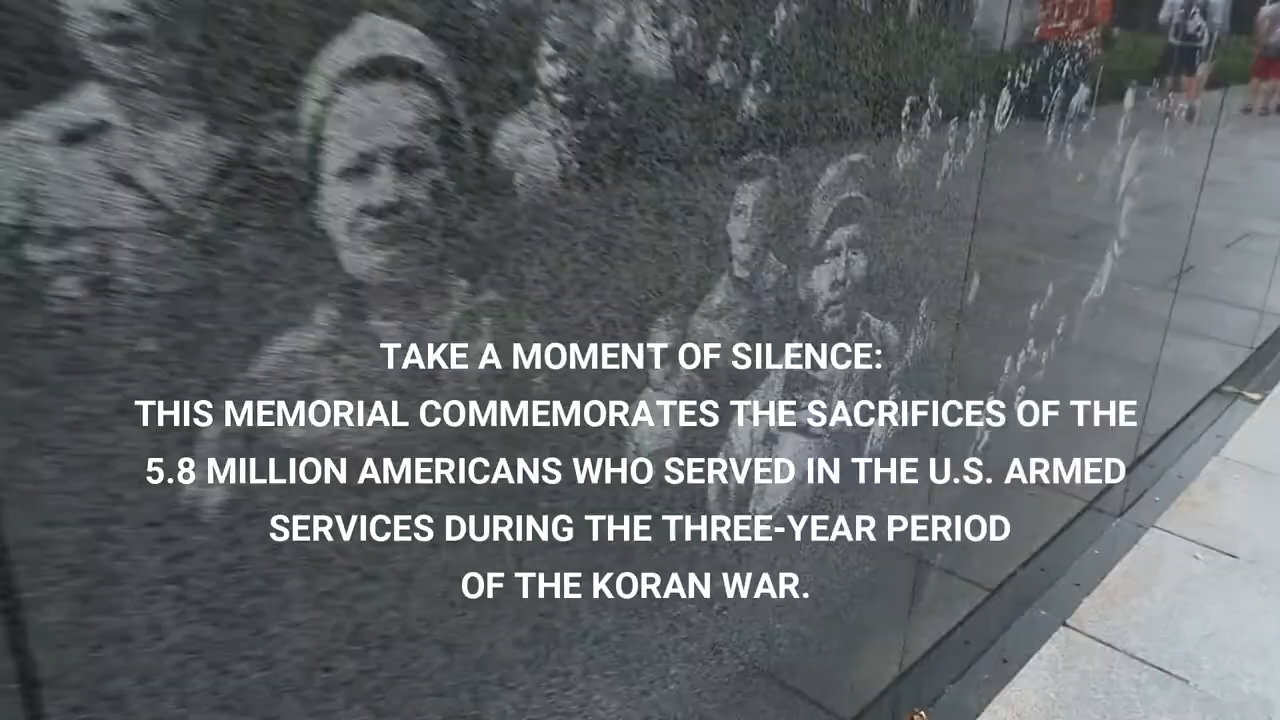 TAKE A MOMENT OF SILENCE:
THIS MEMORIAL COMMEMORATES THE SACRIFICES OF THE
5.8 MILLION AMERICANS WHO SERVED IN THE U.S. ARMED
SERVICES DURING THE THREE-YEAR PERIOD
OF THE KORAN WAR.